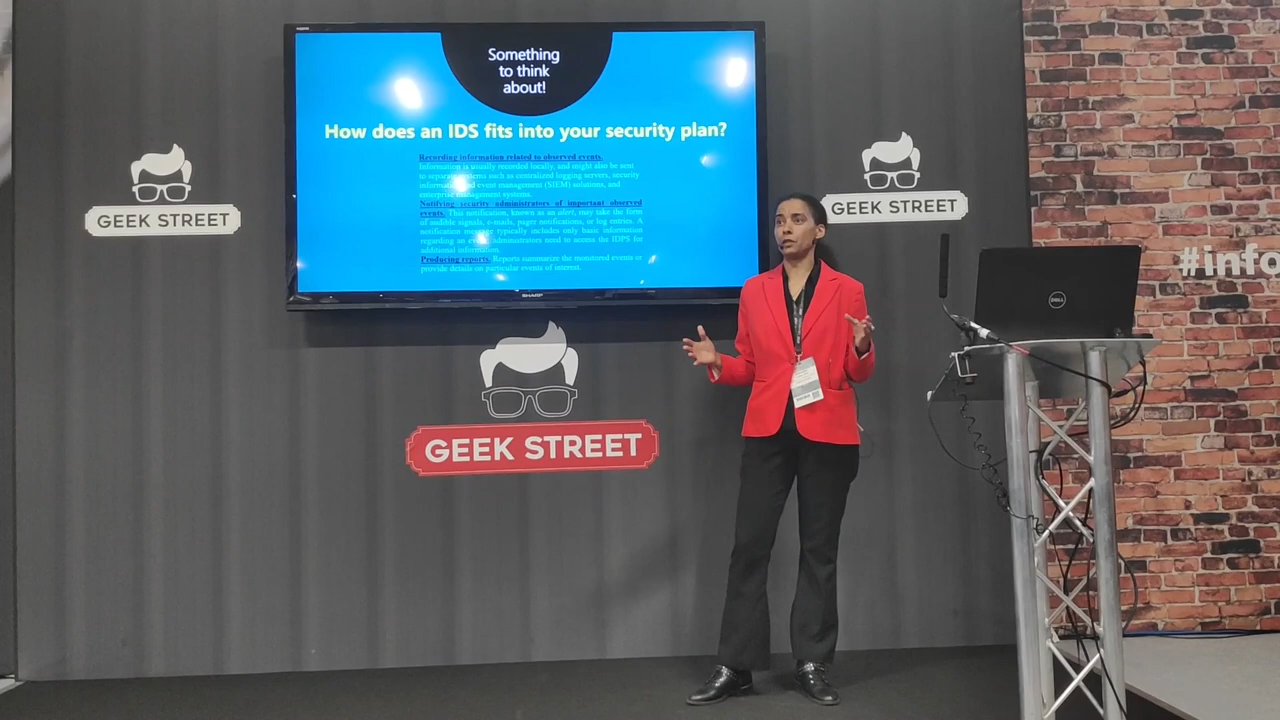 Something
to think
about!
How does an IDS fits into your security plan?
Recording information related to observed events.
Information is usually recorded locally, and might also be sent
to separate systems such as centralized logging servers, security
information and event management (SIEM) solutions, and
enterprise management systems.
Notifying security administrators of important observed
events. This notification, known as an alert, may take the form
of audible signals, e-mails, pager notifications, or log entries. A
notification message typically includes only basic information
regarding an event; administrators need to access the IDPS for
additional information.
Producing reports. Reports summarize the monitored events or
provide details on particular events of interest.
SHARP
GEEK STREET
GEEK STREET
GEEK STREET
#info
DELL